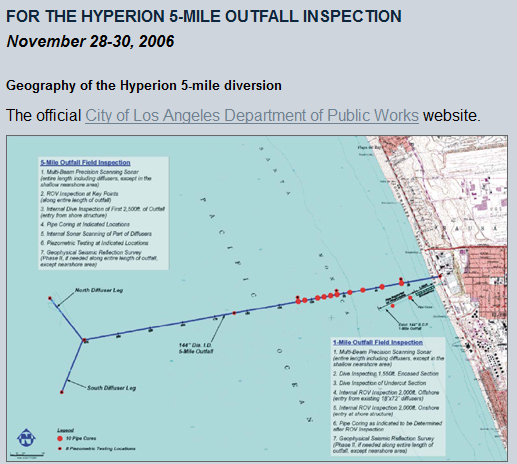 FOR THE HYPERION 5-MILE OUTFALL INSPECTION
November 28-30, 2006
Geography of the Hyperion 5-mile diversion
The official City of Los Angeles Department of Public Works website.
5-Mile Outfall Field Inspection
1. Multi-Beam Precision Scanning Sonar
(entire length including diffusers, except in the
shallow nearshore area)
2. ROV Inspection at Key Points
(along entire length of outfall)
3. Internal Dive Inspection of First 2,500ft. of Outfall
(entry from shore structure)
4. Pipe Coring at Indicated Locations
5. Internal Sonar Scanning of Part of Diffusers
6. Piezometric Testing at Indicated Locations
7. Geophysical Seismic Reflection Survey
(Phase II, if needed along entire length of outfall,
except nearshore area)
PACIFIC
OCEAN
North Diffuser Leg
144" Dia. I.D.
5-Mile Outfall
1-Mile Outfall
South Diffuser Leg
1-Mile Outfall Field Inspection
1. Multi-Beam Precision Scanning Sonar
(entire length including diffusers, except in the
shallow nearshore area)
2. Dive Inspecting 1,550ft. Encased Section
3. Dive Inspection of Undercut Section
4. Internal ROV Inspection 2,000ft. Offshore
(entry from existing 18"x72" diffusers)
5. Internal ROV Inspection 2,000ft. Onshore
(entry at shore structure)
6. Pipe Coring as Indicated to be Determined
after ROV Inspection
7. Geophysical Seismic Reflection Survey
(Phase II, if needed along entire length of
outfall, except nearshore area)
Legend
10 Pipe Cores
8 Piezometric Testing Locations
N